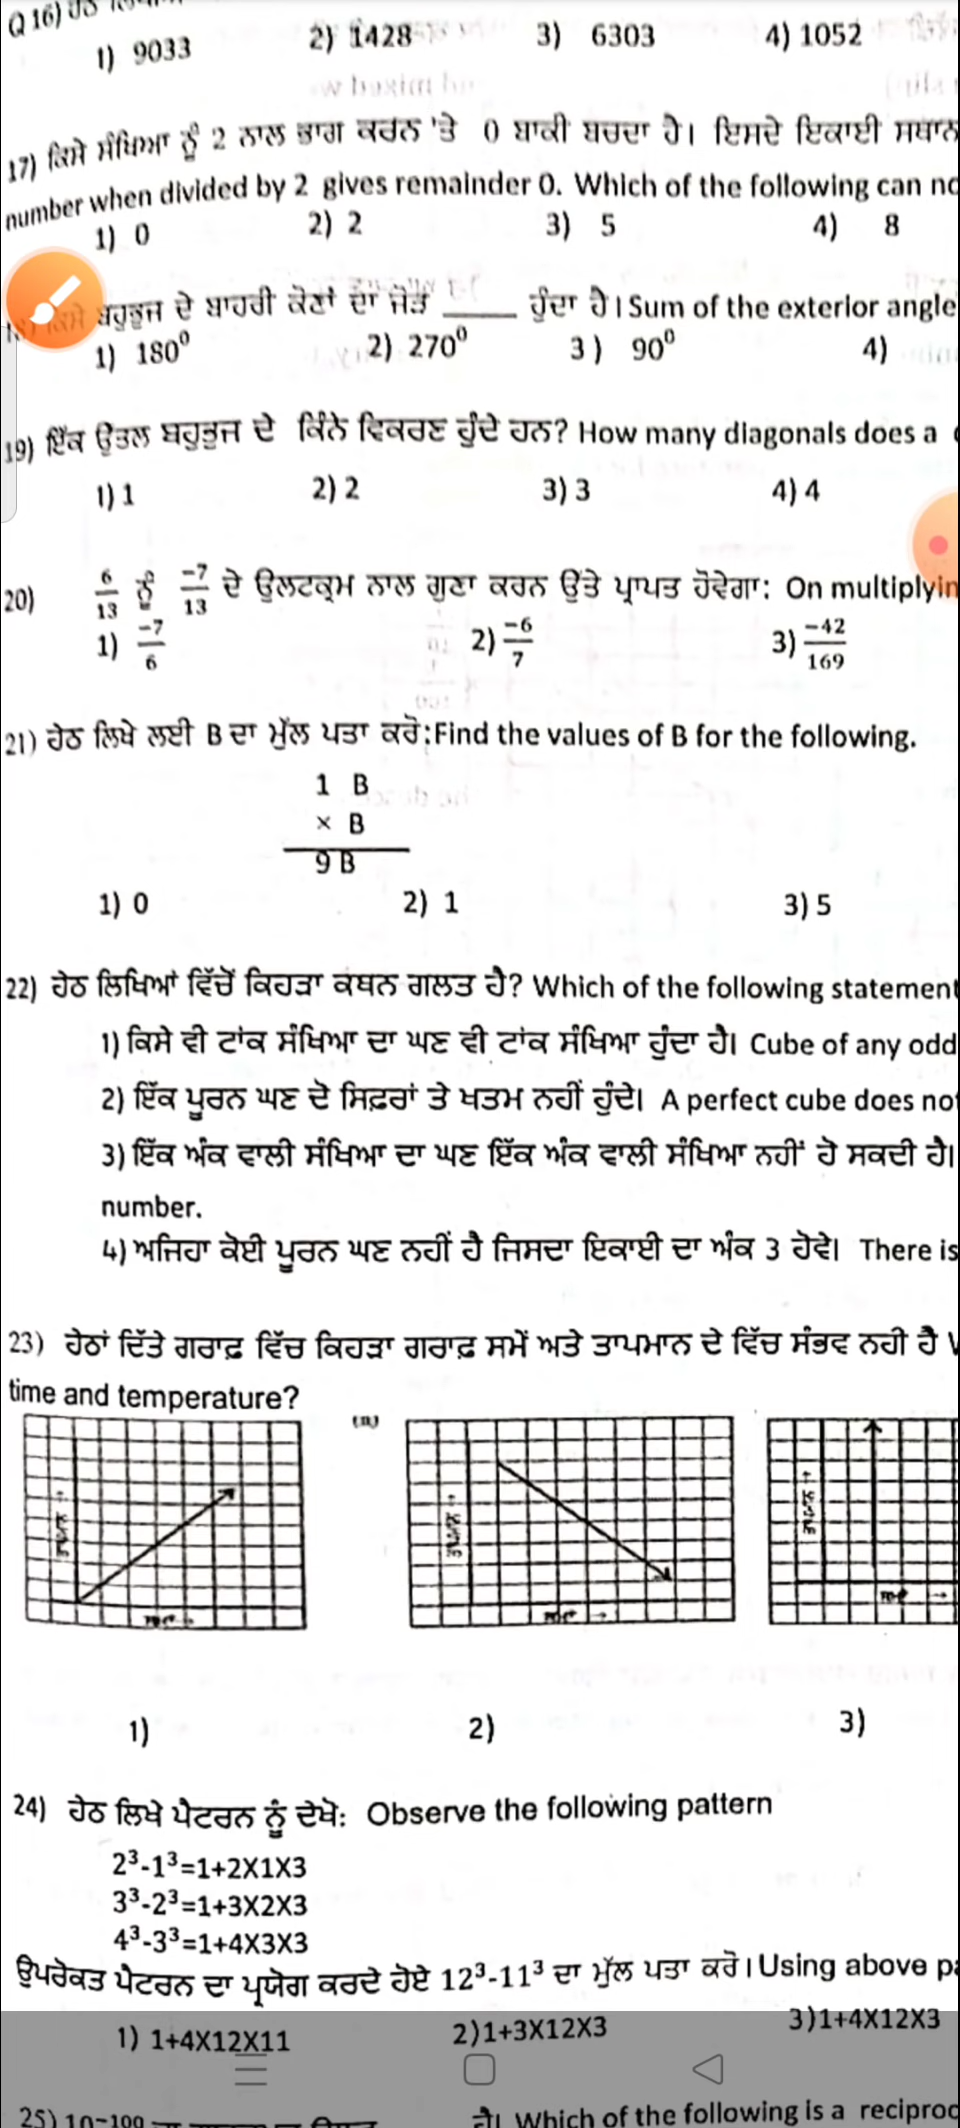 Q 16) ਹੇਠ
1) 9033 2) 1428 3) 6303 4) 1052
17) ਕਿਸੇ ਸੰਖਿਆ ਨੂੰ 2 ਨਾਲ ਭਾਗ ਕਰਨ 'ਤੇ 0 ਬਾਕੀ ਬਚਦਾ ਹੈ। ਇਸਦੇ ਇਕਾਈ ਸਥਾਨ
number when divided by 2 gives remainder 0. Which of the following can no
1) 0 2) 2 3) 5 4) 8
ਬਹੁਭੁਜ ਦੇ ਬਾਹਰੀ ਕੋਣਾਂ ਦਾ ਜੋੜ _____ ਹੁੰਦਾ ਹੈ।Sum of the exterior angle
1) 180⁰ 2) 270⁰ 3 ) 90⁰ 4)
19) ਇੱਕ ਉਤਲ ਬਹੁਭੁਜ ਦੇ ਕਿੰਨੇ ਵਿਕਰਣ ਹੁੰਦੇ ਹਨ? How many diagonals does a
1) 1 2) 2 3) 3 4) 4
20) 6/13 ਨੂੰ -7/13 ਦੇ ਉਲਟਕ੍ਰਮ ਨਾਲ ਗੁਣਾ ਕਰਨ ਉੱਤੇ ਪ੍ਰਾਪਤ ਹੋਵੇਗਾ: On multiplyin
1) -7/6 2) -6/7 3) -42/169
21) ਹੇਠ ਲਿਖੇ ਲਈ B ਦਾ ਮੁੱਲ ਪਤਾ ਕਰੋ;Find the values of B for the following.
1 B
× B
9 B
1) 0 2) 1 3) 5
22) ਹੇਠ ਲਿਖਿਆਂ ਵਿੱਚੋਂ ਕਿਹੜਾ ਕਥਨ ਗਲਤ ਹੈ? Which of the following statement
1) ਕਿਸੇ ਵੀ ਟਾਂਕ ਸੰਖਿਆ ਦਾ ਘਣ ਵੀ ਟਾਂਕ ਸੰਖਿਆ ਹੁੰਦਾ ਹੈ। Cube of any odd
2) ਇੱਕ ਪੂਰਨ ਘਣ ਦੋ ਸਿਫ਼ਰਾਂ ਤੇ ਖਤਮ ਨਹੀਂ ਹੁੰਦੇ। A perfect cube does not
3) ਇੱਕ ਅੰਕ ਵਾਲੀ ਸੰਖਿਆ ਦਾ ਘਣ ਇੱਕ ਅੰਕ ਵਾਲੀ ਸੰਖਿਆ ਨਹੀਂ ਹੋ ਸਕਦੀ ਹੈ।
number.
4) ਅਜਿਹਾ ਕੋਈ ਪੂਰਨ ਘਣ ਨਹੀਂ ਹੈ ਜਿਸਦਾ ਇਕਾਈ ਦਾ ਅੰਕ 3 ਹੋਵੇ। There is
23) ਹੇਠਾਂ ਦਿੱਤੇ ਗਰਾਫ਼ ਵਿੱਚ ਕਿਹੜਾ ਗਰਾਫ਼ ਸਮੇਂ ਅਤੇ ਤਾਪਮਾਨ ਦੇ ਵਿੱਚ ਸੰਭਵ ਨਹੀ ਹੈ
time and temperature?
1) 2) 3)
24) ਹੇਠ ਲਿਖੇ ਪੈਟਰਨ ਨੂੰ ਦੇਖੋ: Observe the following pattern
2³-1³=1+2X1X3
3³-2³=1+3X2X3
4³-3³=1+4X3X3
ਉਪਰੋਕਤ ਪੈਟਰਨ ਦਾ ਪ੍ਰਯੋਗ ਕਰਦੇ ਹੋਏ 12³-11³ ਦਾ ਮੁੱਲ ਪਤਾ ਕਰੋ।Using above pa
1) 1+4X12X11 2)1+3X12X3 3)1+4X12X3
25) 10⁻¹⁰⁰ ਹੈ। Which of the following is a reciproc